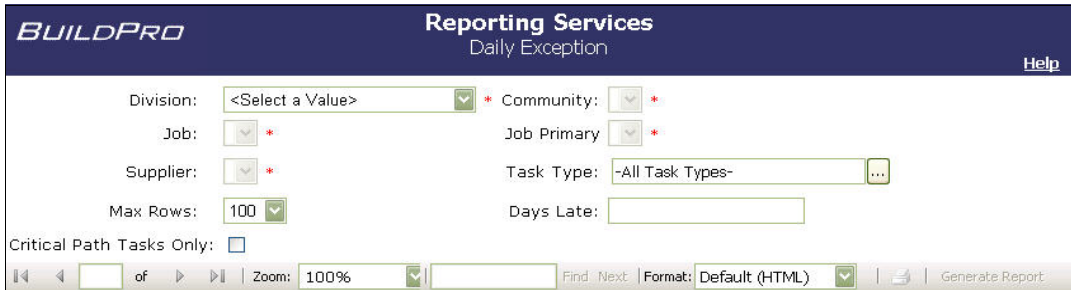 BUILDPRO
Reporting Services
Daily Exception
Help
Division: <Select a Value> * Community: *
Job: * Job Primary *
Supplier: * Task Type: -All Task Types- ...
Max Rows: 100 Days Late:
Critical Path Tasks Only:
of Zoom: 100% Find Next Format: Default (HTML) Generate Report